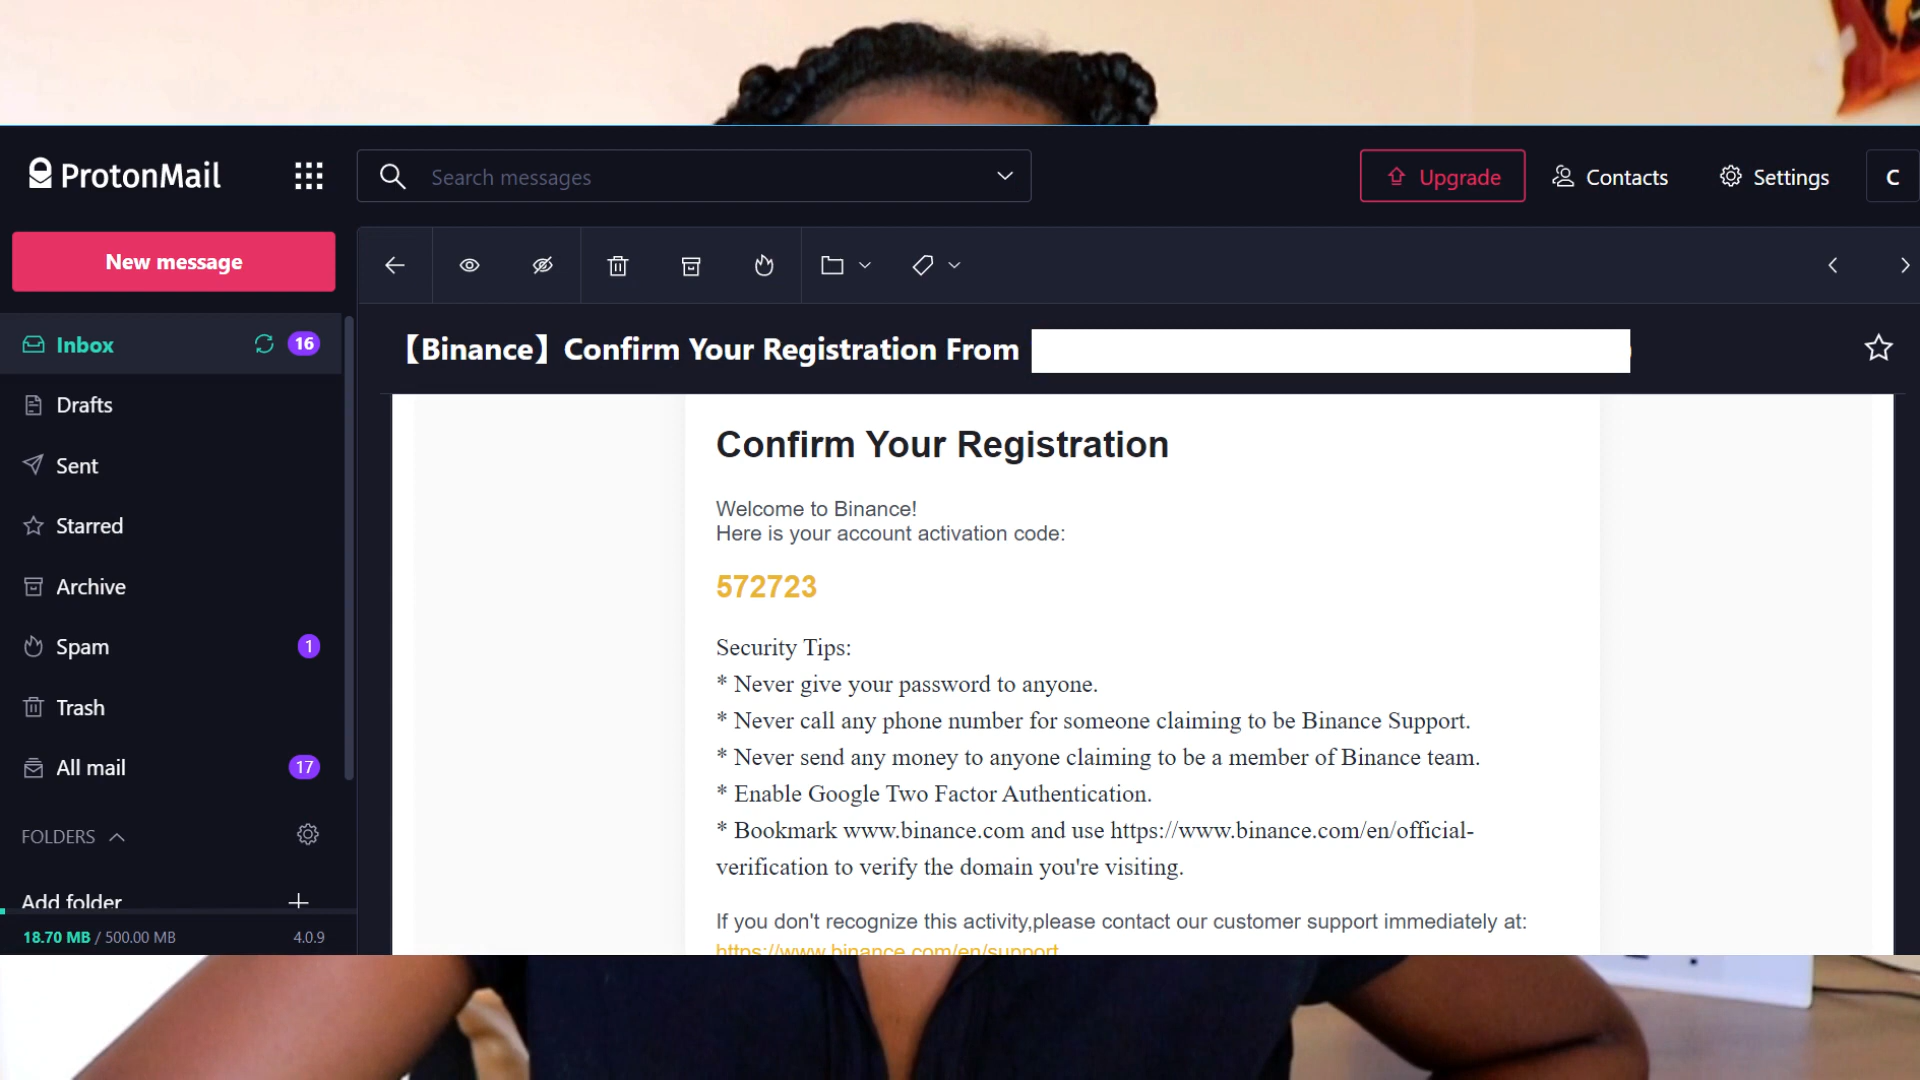 ProtonMail
Search messages
Upgrade
Contacts
Settings
C
New message
Inbox 16
Drafts
Sent
Starred
Archive
Spam 1
Trash
All mail 17
FOLDERS
Add folder
18.70 MB / 500.00 MB 4.0.9
【Binance】Confirm Your Registration From
Confirm Your Registration
Welcome to Binance!
Here is your account activation code:
572723
Security Tips:
* Never give your password to anyone.
* Never call any phone number for someone claiming to be Binance Support.
* Never send any money to anyone claiming to be a member of Binance team.
* Enable Google Two Factor Authentication.
* Bookmark www.binance.com and use https://www.binance.com/en/official-
verification to verify the domain you're visiting.
If you don't recognize this activity,please contact our customer support immediately at:
https://www.binance.com/en/support